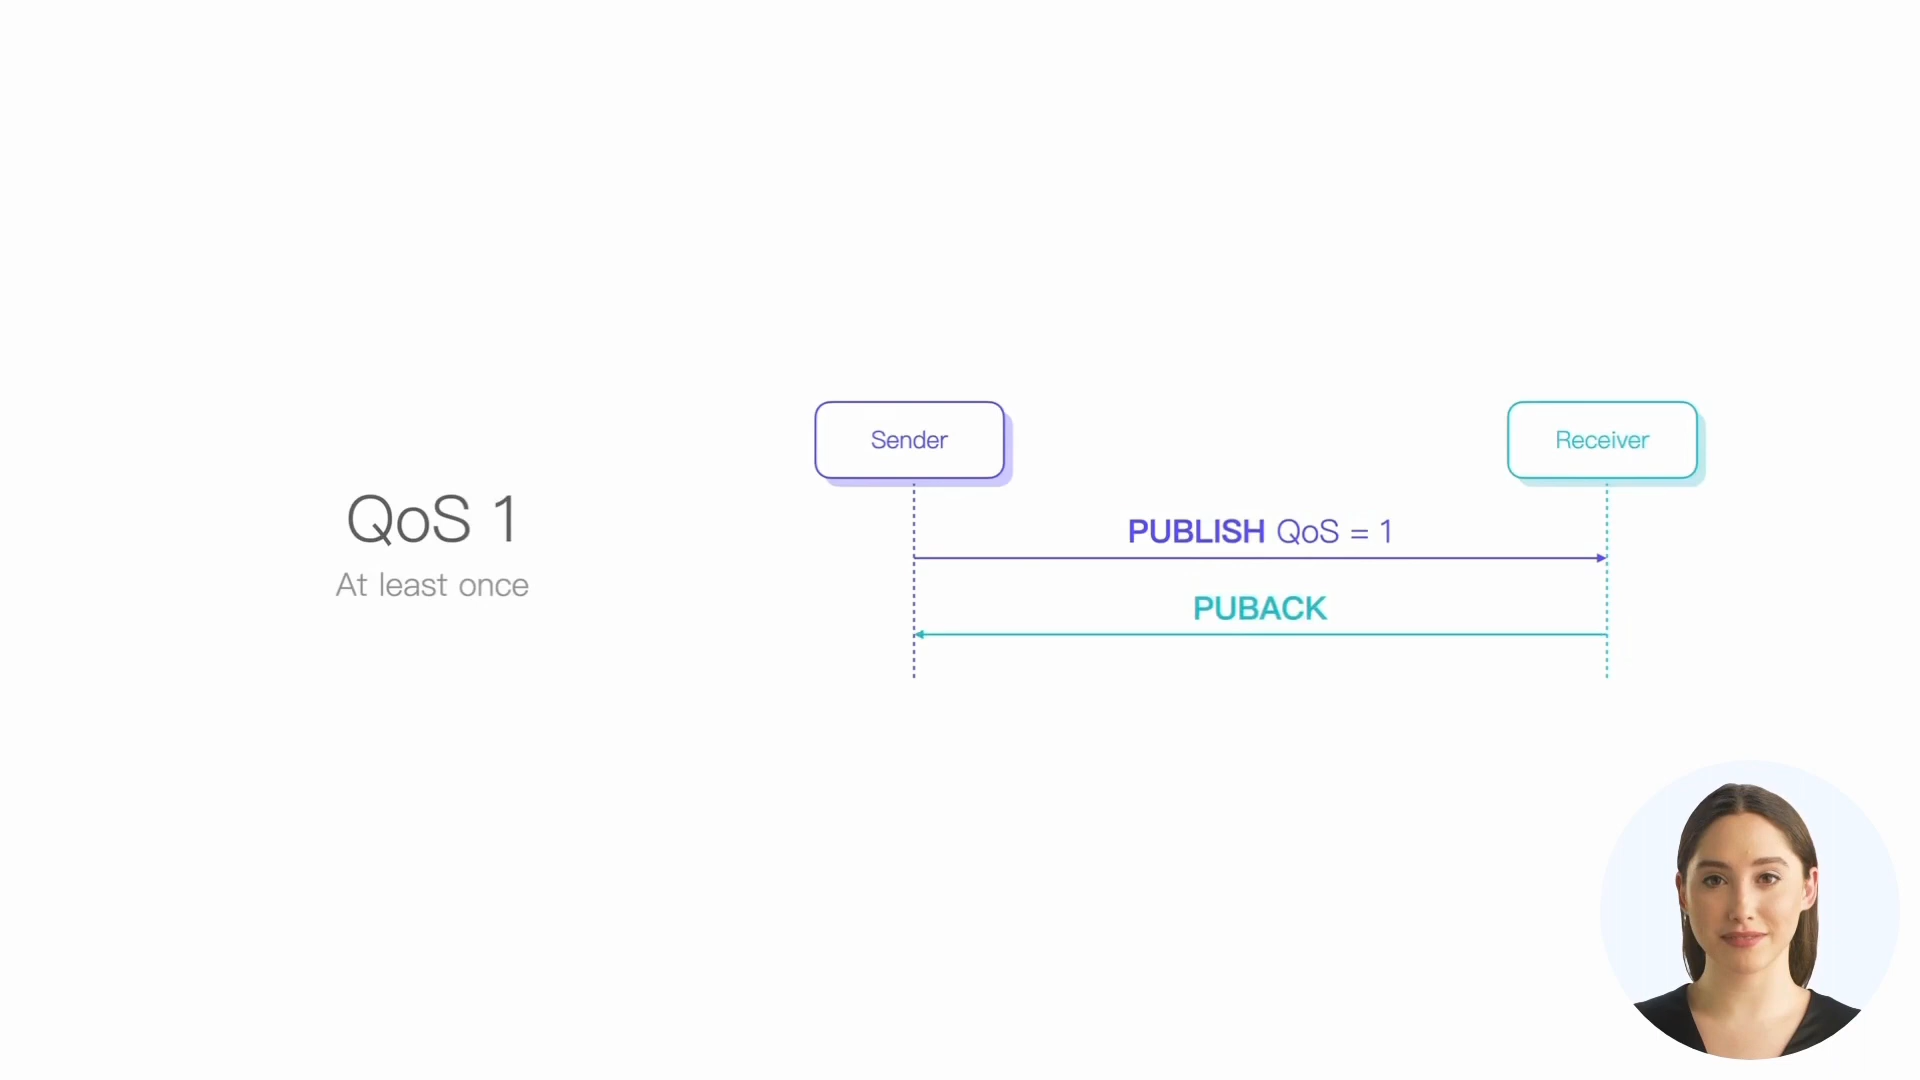 QoS 1
At least once
Sender
Receiver
PUBLISH QoS = 1
PUBACK